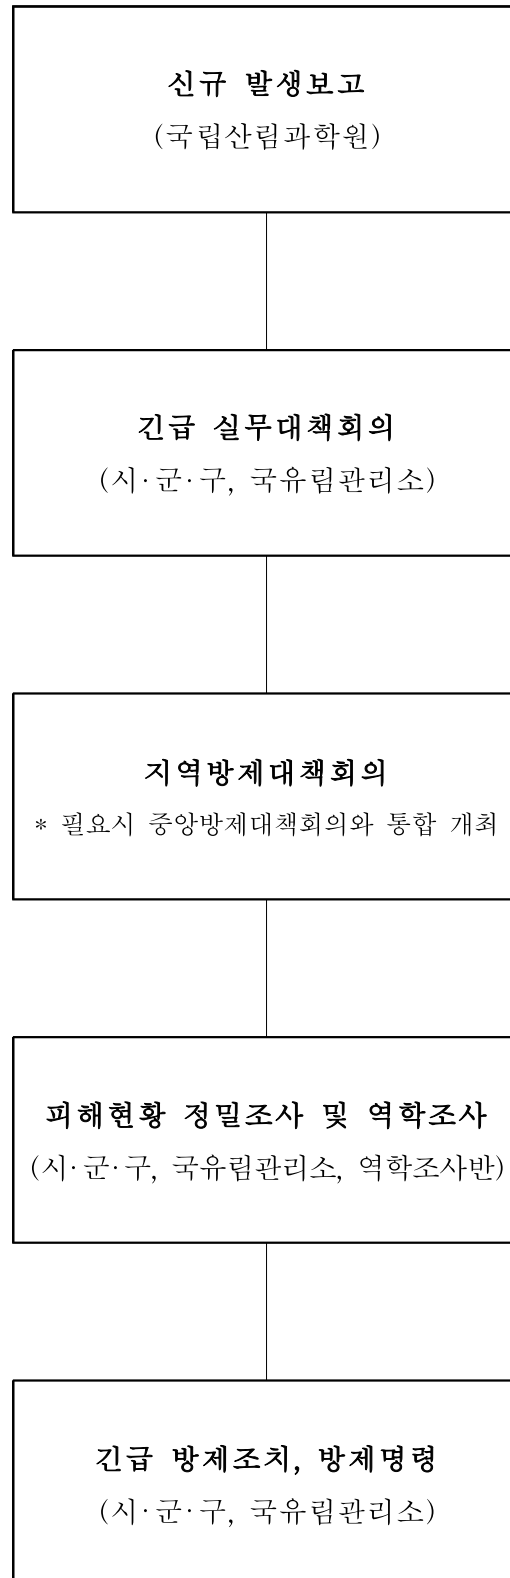 신규 발생보고
(국립산림과학원)
긴급 실무대책회의
(시·군·구, 국유림관리소)
지역방제대책회의
* 필요시 중앙방제대책회의와 통합 개최
피해현황 정밀조사 및 역학조사
(시·군·구, 국유림관리소, 역학조사반)
긴급 방제조치, 방제명령
(시·군·구, 국유림관리소)